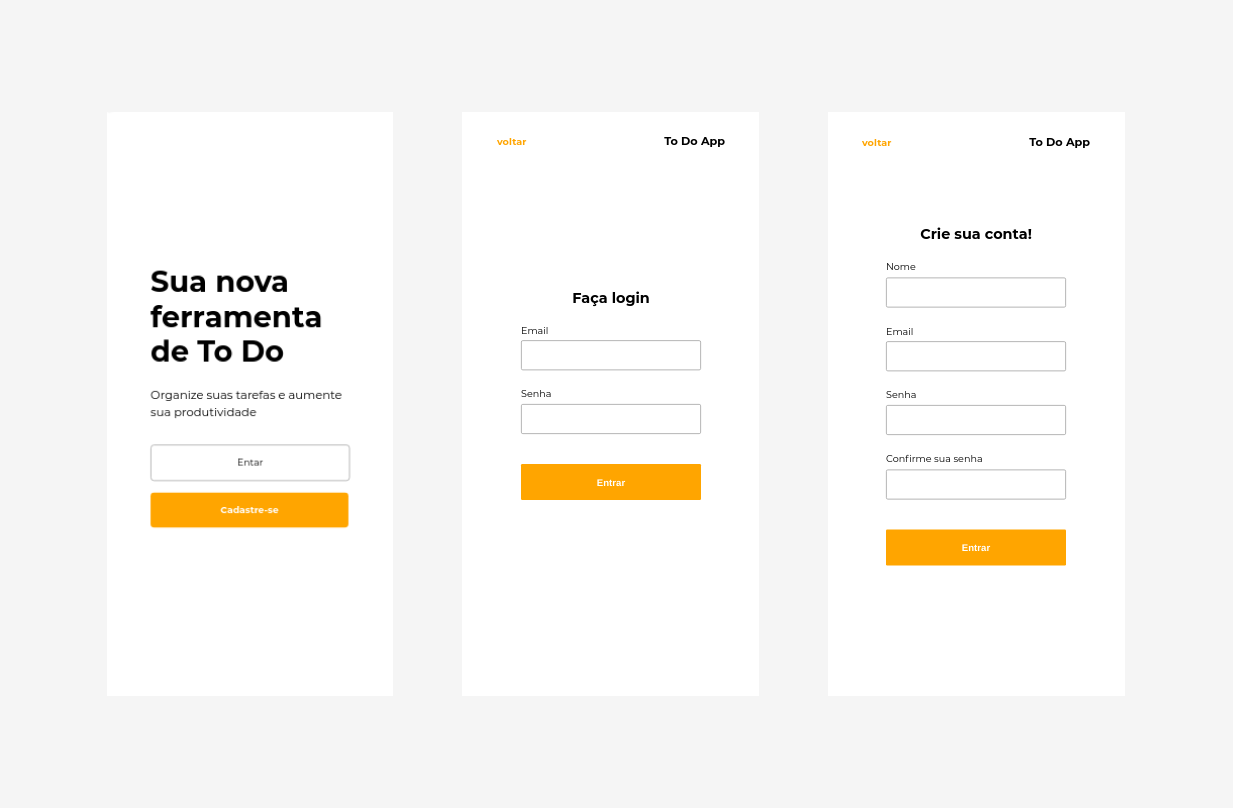 Sua nova
ferramenta
de To Do
Organize suas tarefas e aumente
sua produtividade
Entar
Cadastre-se
voltar
To Do App
Faça login
Email
Senha
Entrar
voltar
To Do App
Crie sua conta!
Nome
Email
Senha
Confirme sua senha
Entrar